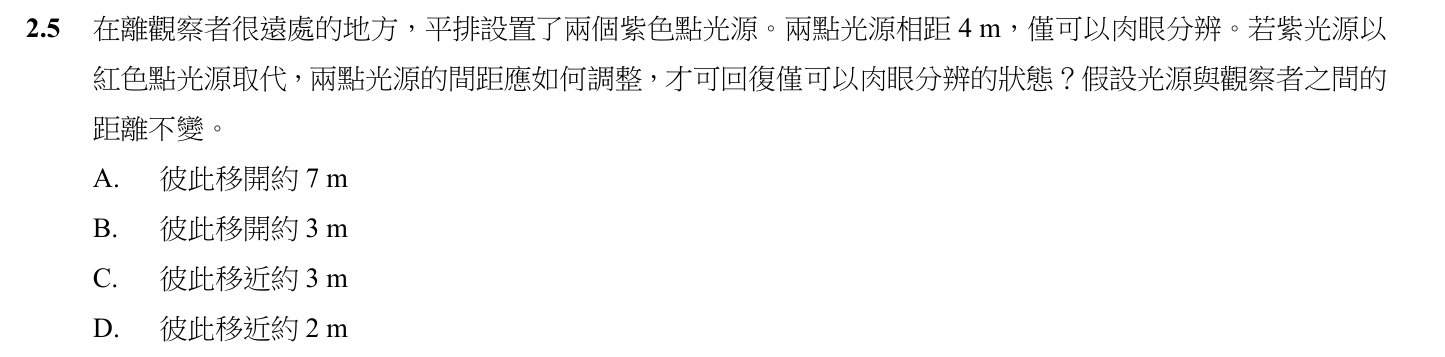 2.5 在離觀察者很遠處的地方，平排設置了兩個紫色點光源。兩點光源相距 4 m，僅可以肉眼分辨。若紫光源以
紅色點光源取代，兩點光源的間距應如何調整，才可回復僅可以肉眼分辨的狀態？假設光源與觀察者之間的
距離不變。
A. 彼此移開約 7 m
B. 彼此移開約 3 m
C. 彼此移近約 3 m
D. 彼此移近約 2 m